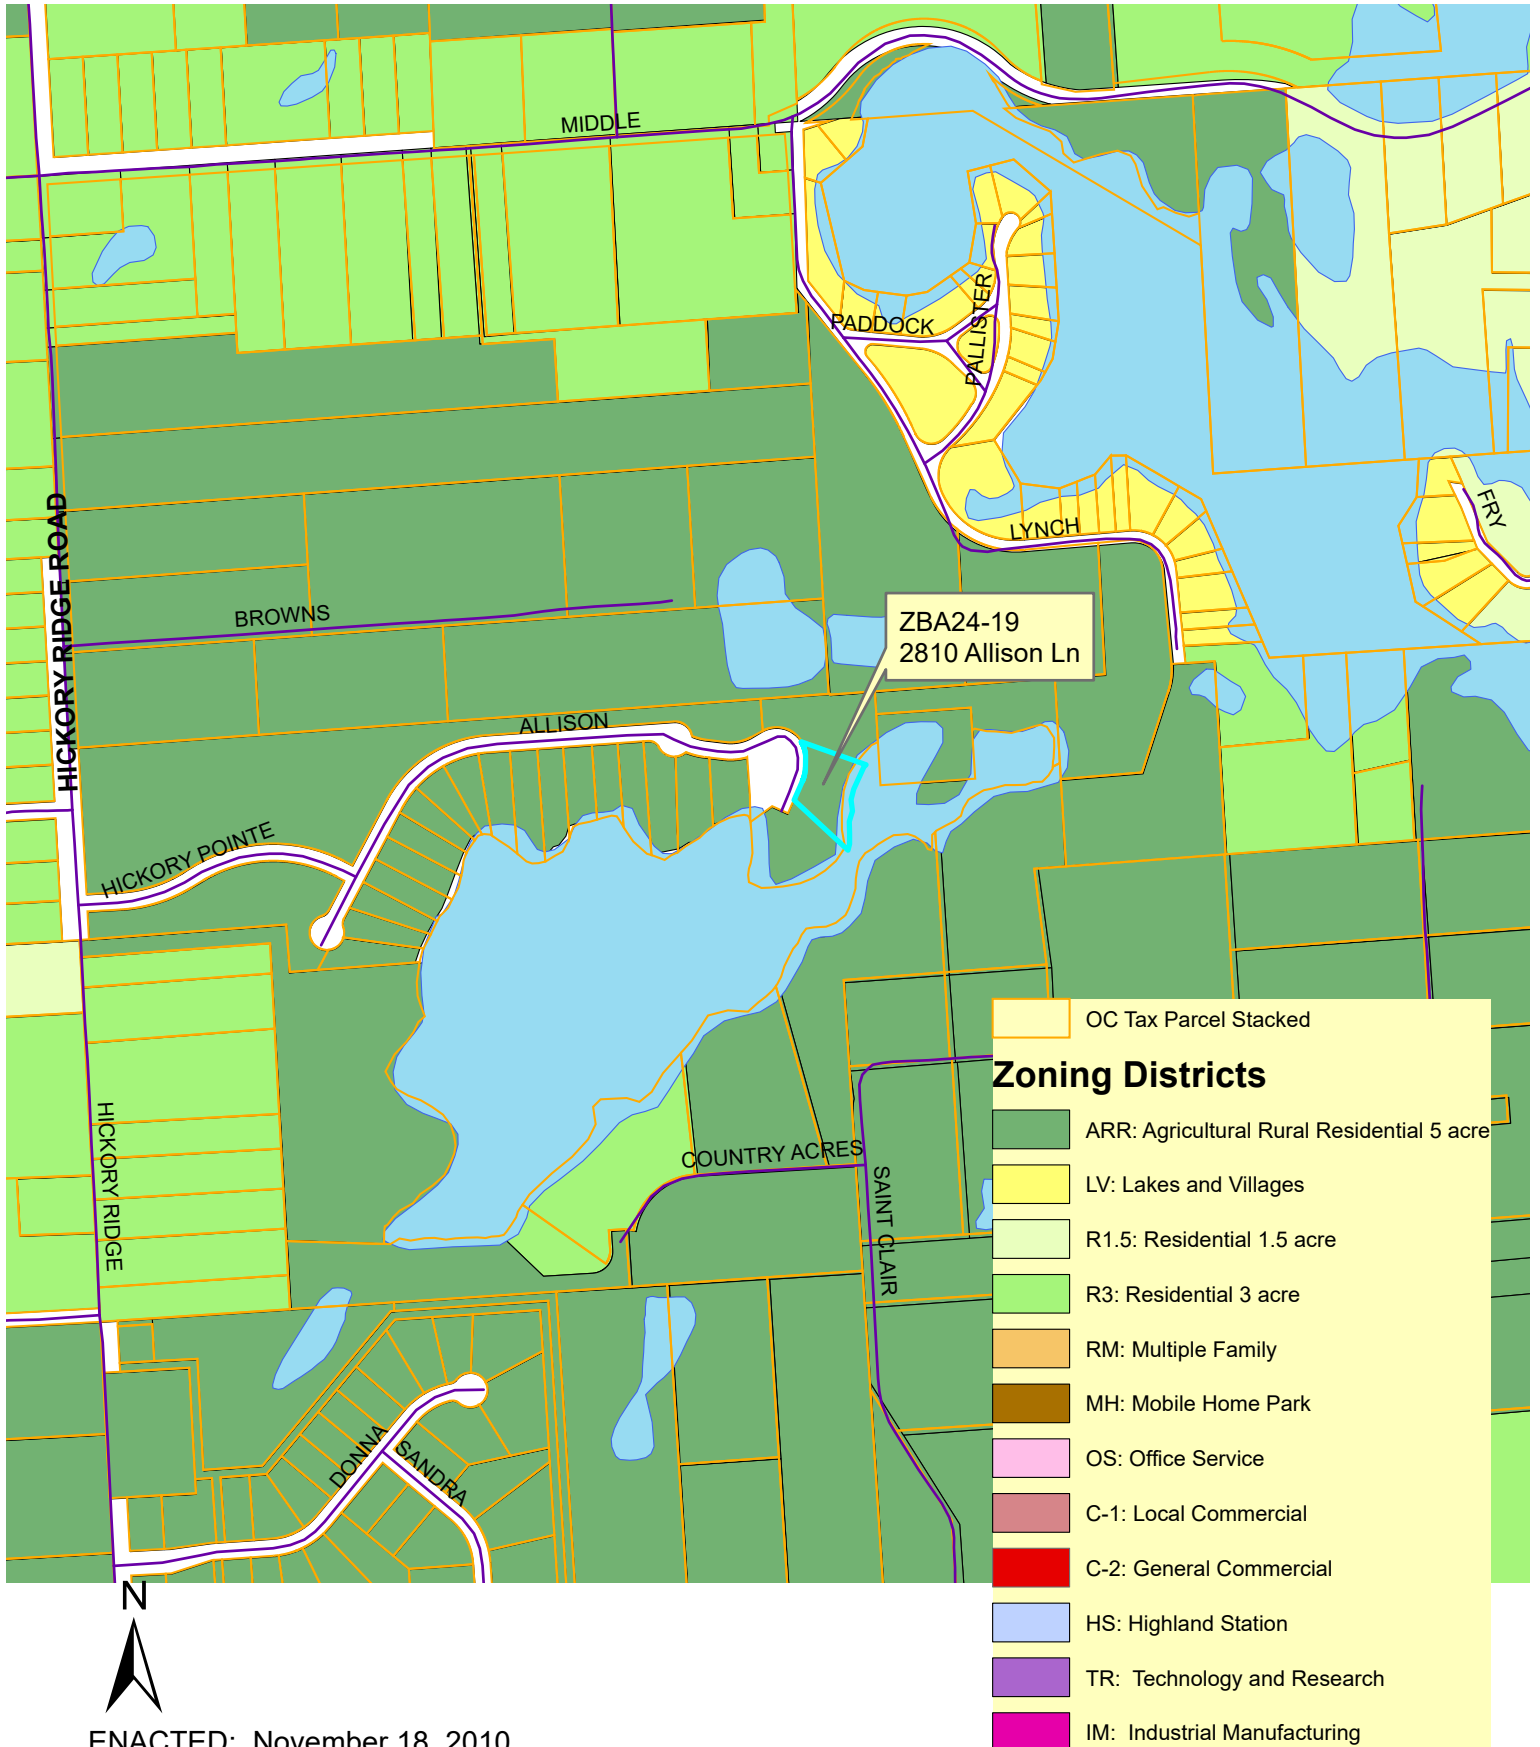 MIDDLE
PALLISTER
PADDOCK
HICKORY RIDGE ROAD
FRY
LYNCH
BROWNS
ZBA24-19
2810 Allison Ln
ALLISON
HICKORY POINTE
HICKORY RIDGE
COUNTRY ACRES
SAINT CLAIR
DONNA
SANDRA
OC Tax Parcel Stacked
Zoning Districts
ARR: Agricultural Rural Residential 5 acre
LV: Lakes and Villages
R1.5: Residential 1.5 acre
R3: Residential 3 acre
RM: Multiple Family
MH: Mobile Home Park
OS: Office Service
C-1: Local Commercial
C-2: General Commercial
HS: Highland Station
TR:  Technology and Research
IM:  Industrial Manufacturing
N
ENACTED:  November 18, 2010